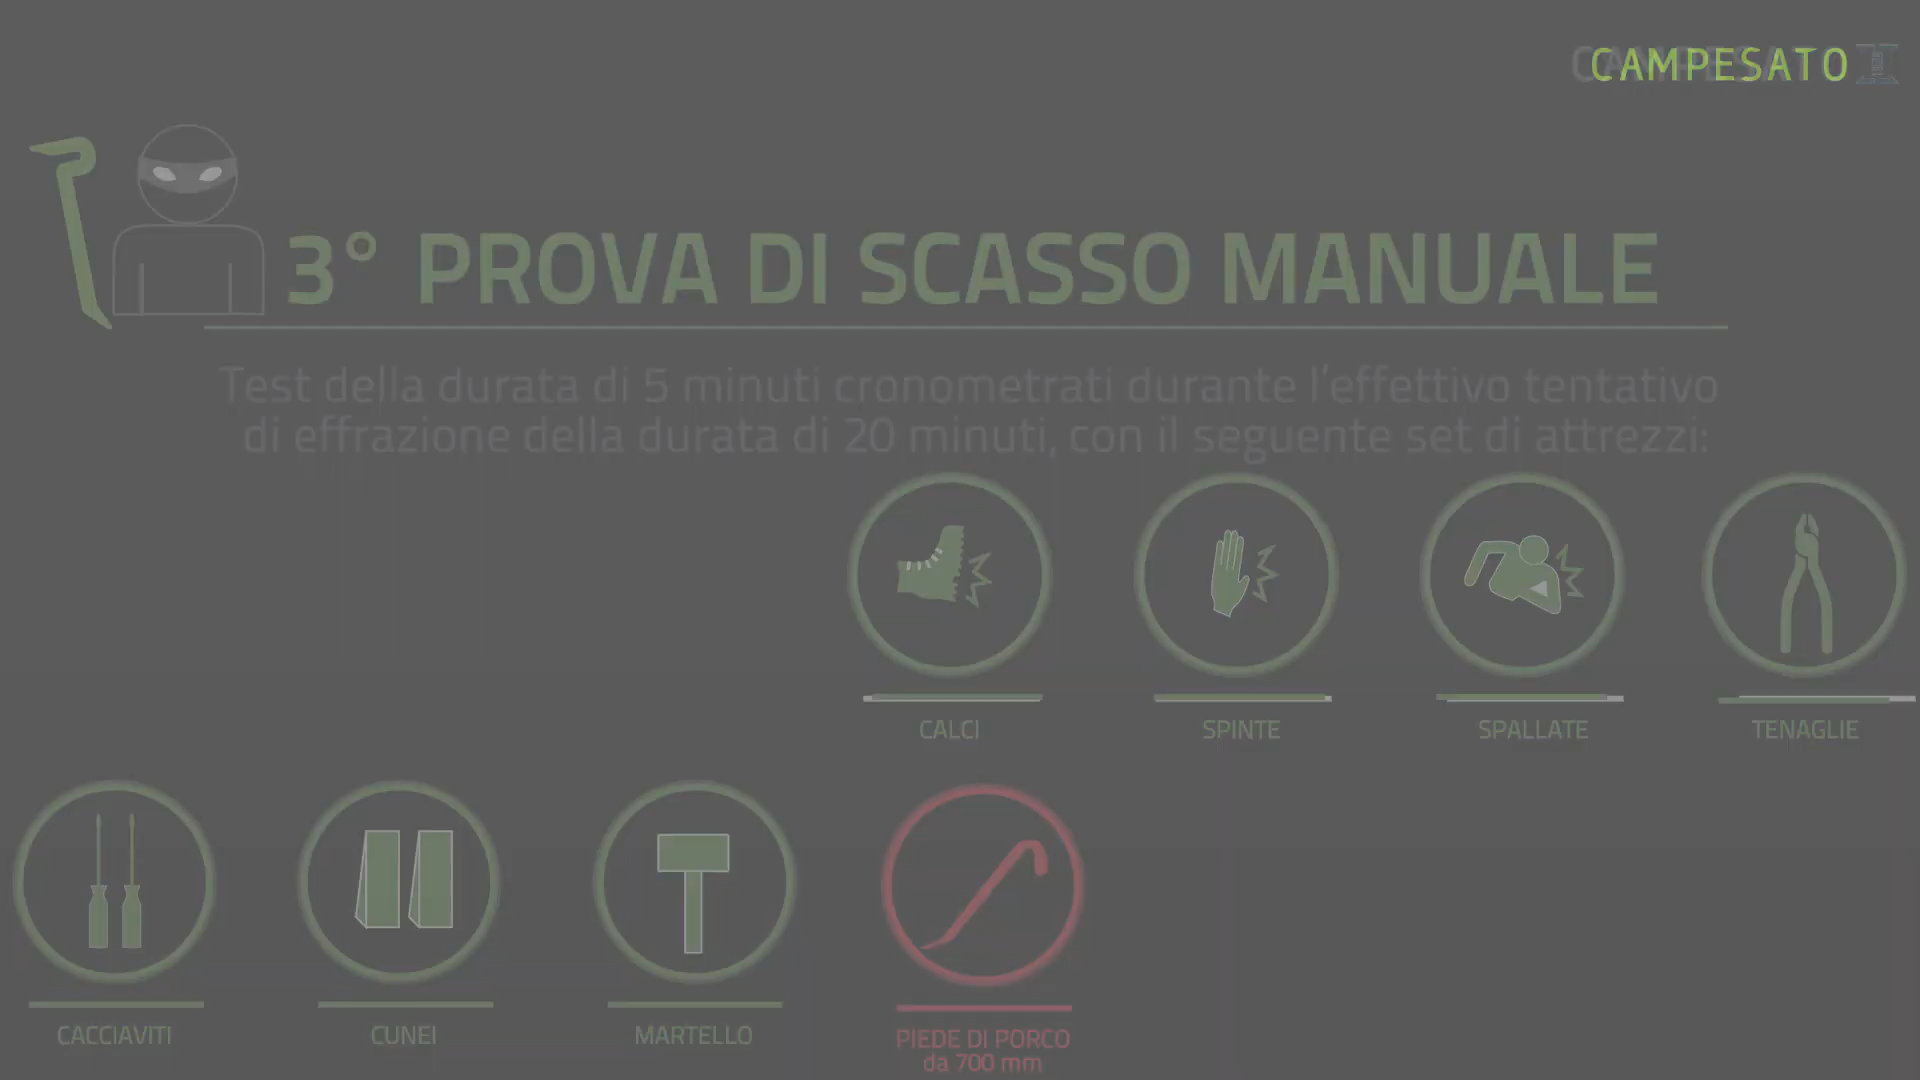 CAMPESATO
3° PROVA DI SCASSO MANUALE
Test della durata di 5 minuti cronometrati durante l'effettivo tentativo
di effrazione della durata di 20 minuti, con il seguente set di attrezzi:
CALCI
SPINTE
SPALLATE
TENAGLIE
CACCIAVITI
CUNEI
MARTELLO
PIEDE DI PORCO
da 700 mm